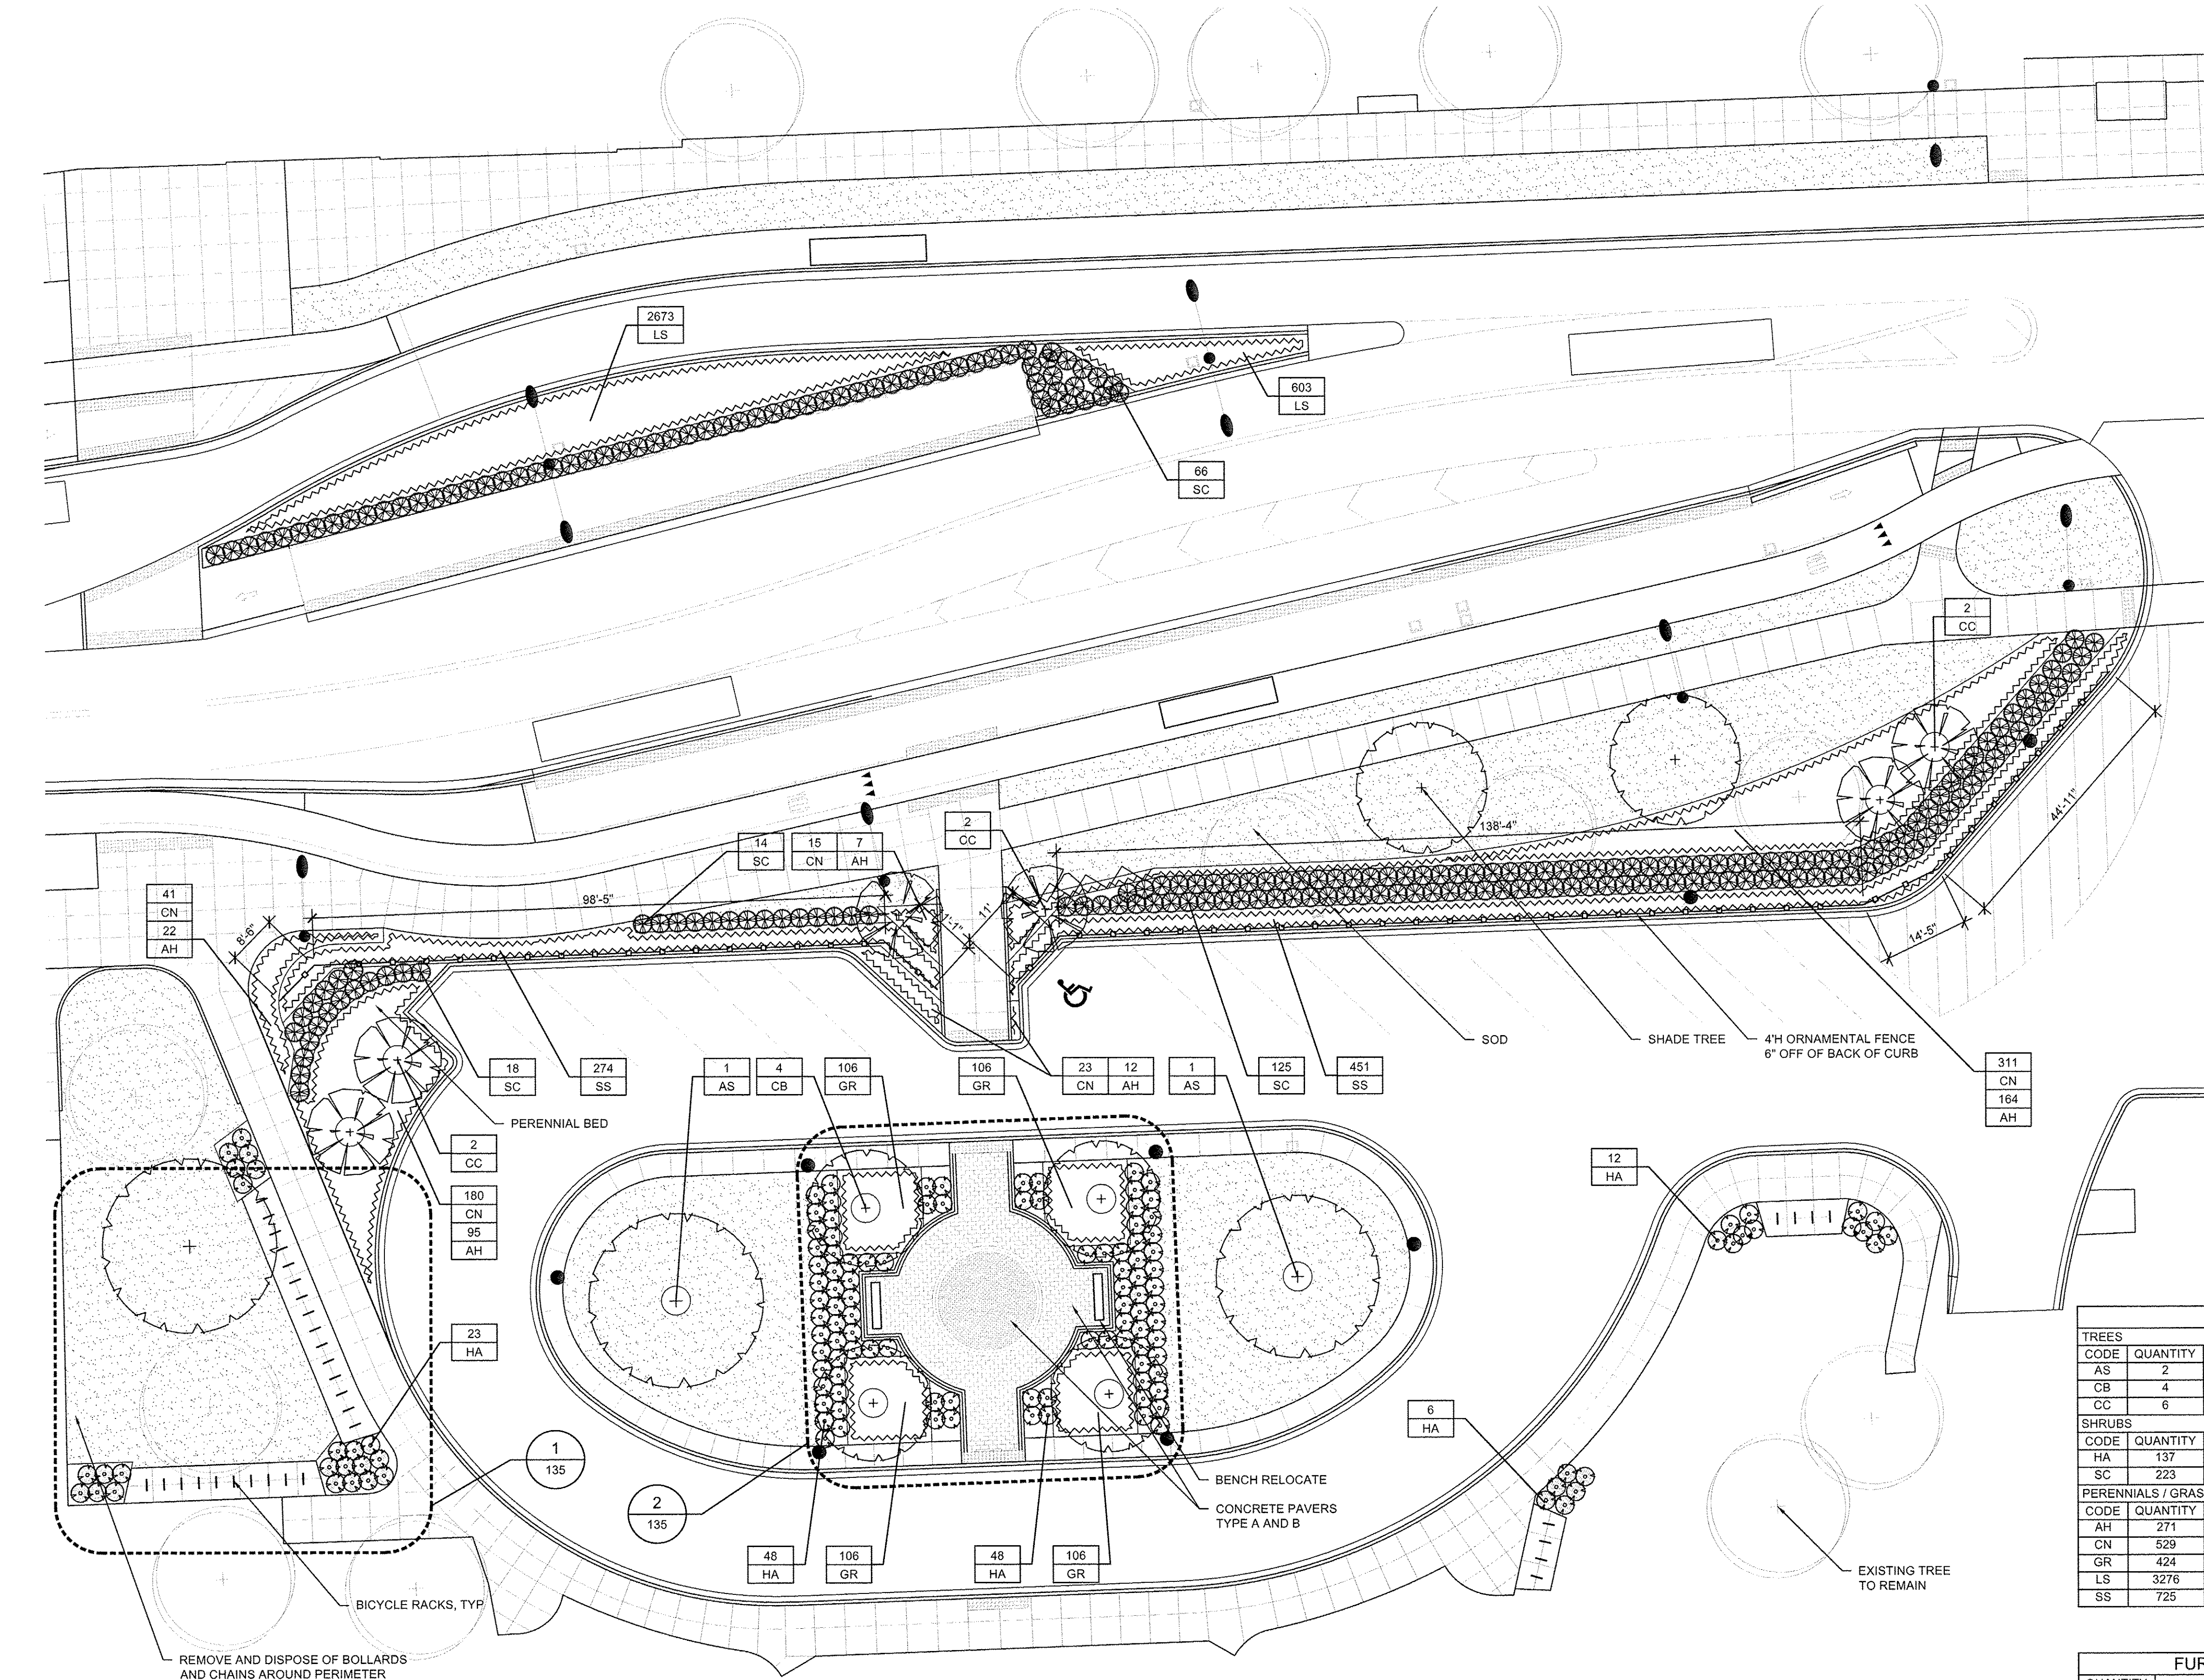 2673
LS
603
LS
66
SC
2
CC
138'-4"
44'-11"
2
CC
14 15 7
SC CN AH
41
CN
22
AH
98'-5"
8'-6"
1'-1"
11'
14'-5"
SOD
SHADE TREE
4'H ORNAMENTAL FENCE
6" OFF OF BACK OF CURB
18
SC
274
SS
1 4 106
AS CB GR
106
GR
23 12
CN AH
1
AS
125
SC
451
SS
311
CN
164
AH
PERENNIAL BED
2
CC
180
CN
95
AH
12
HA
23
HA
6
HA
TREES
CODE QUANTITY
AS 2
CB 4
CC 6
SHRUBS
CODE QUANTITY
HA 137
SC 223
PERENNIALS / GRAS
CODE QUANTITY
AH 271
CN 529
GR 424
LS 3276
SS 725
1
135
2
135
BENCH RELOCATE
CONCRETE PAVERS
TYPE A AND B
48
HA
106
GR
48
HA
106
GR
EXISTING TREE
TO REMAIN
BICYCLE RACKS, TYP
REMOVE AND DISPOSE OF BOLLARDS
AND CHAINS AROUND PERIMETER
FUR